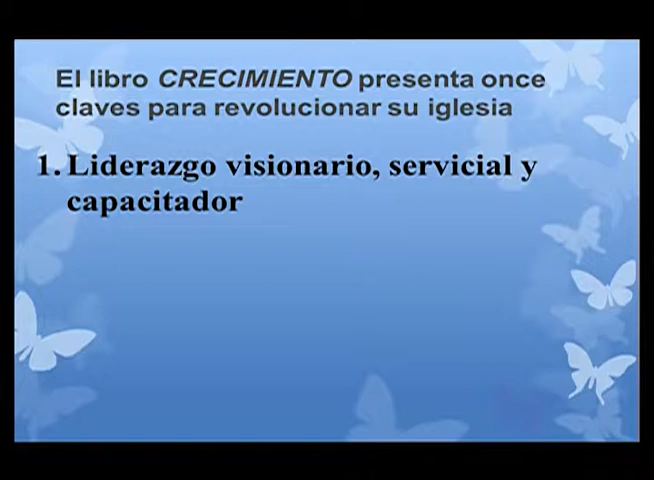 El libro CRECIMIENTO presenta once
claves para revolucionar su iglesia
1. Liderazgo visionario, servicial y
capacitador